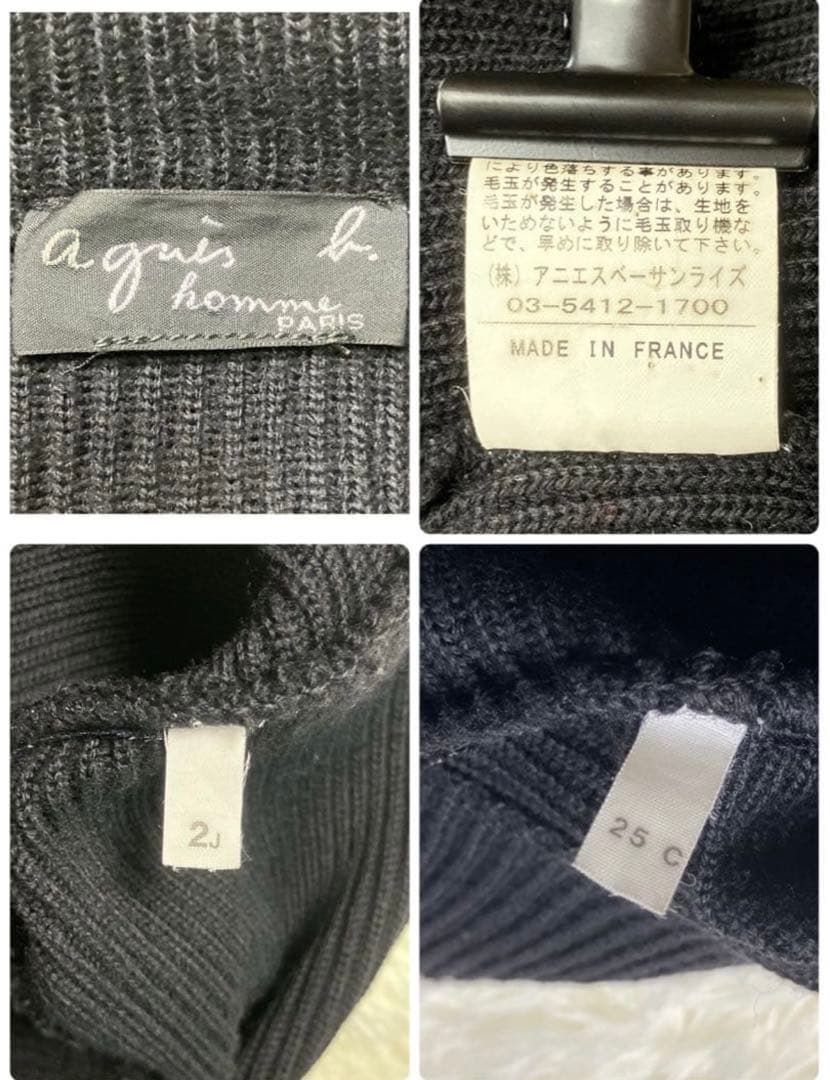 agnès b.
homme
PARIS
により色落ちする事があります。
毛玉が発生することがあります。
毛玉が発生した場合は、生地を
いためないように毛玉取り機な
どで、早めに取り除いて下さい。
(株) アニエスベーサンライズ
03-5412-1700
MADE IN FRANCE
2J
25 C